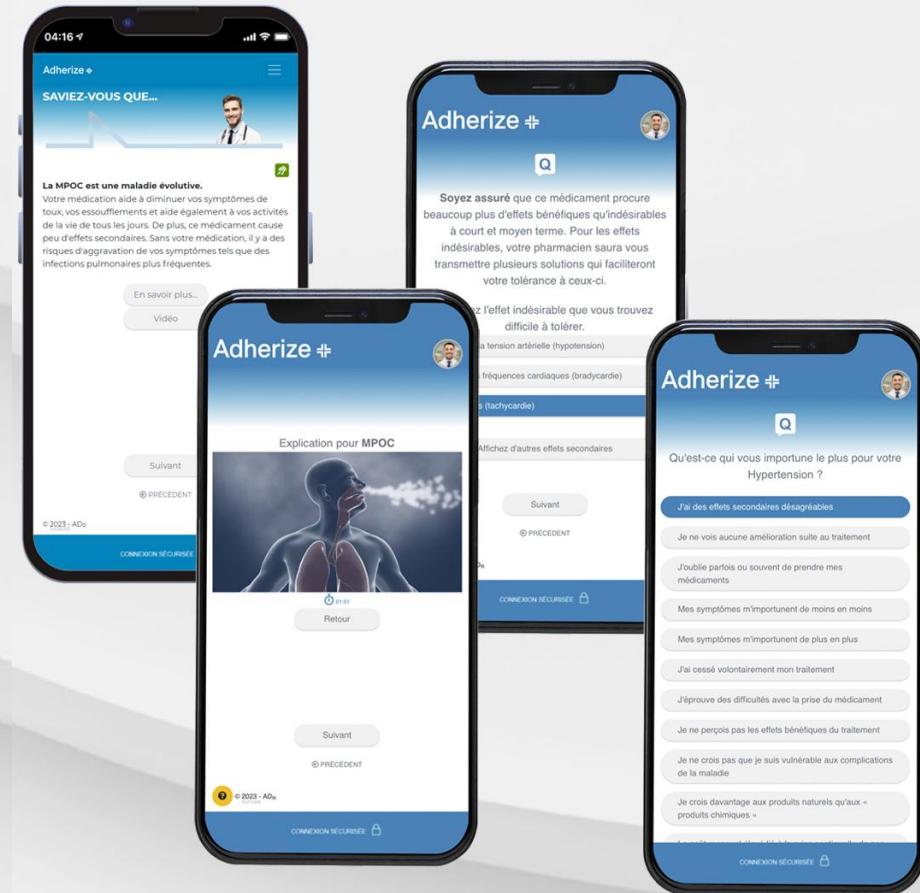 04:16
Adherize
SAVIEZ-VOUS QUE...
La MPOC est une maladie évolutive.
Votre médication aide à diminuer vos symptômes de
toux, vos essoufflements et aide également à vos activités
de la vie de tous les jours. De plus, ce médicament cause
peu d'effets secondaires. Sans votre médication, il y a des
risques d'aggravation de vos symptômes tels que des
infections pulmonaires plus fréquentes.
En savoir plus...
Vidéo
Suivant
PRÉCÉDENT
© 2023 - ADₙ
CONNEXION SÉCURISÉE
Adherize
Q
Soyez assuré que ce médicament procure
beaucoup plus d'effets bénéfiques qu'indésirables
à court et moyen terme. Pour les effets
indésirables, votre pharmacien saura vous
transmettre plusieurs solutions qui faciliteront
votre tolérance à ceux-ci.
l'effet indésirable que vous trouvez
difficile à tolérer.
la tension artérielle (hypotension)
fréquences cardiaques (bradycardie)
(tachycardie)
Affichez d'autres effets secondaires
Suivant
PRÉCÉDENT
CONNEXION SÉCURISÉE
Adherize
Explication pour MPOC
01:51
Retour
Suivant
PRÉCÉDENT
?
© 2023 - ADₙ
CONNEXION SÉCURISÉE
Adherize
Q
Qu'est-ce qui vous importune le plus pour votre
Hypertension ?
J'ai des effets secondaires désagréables
Je ne vois aucune amélioration suite au traitement
J'oublie parfois ou souvent de prendre mes
médicaments
Mes symptômes m'importunent de moins en moins
Mes symptômes m'importunent de plus en plus
J'ai cessé volontairement mon traitement
J'éprouve des difficultés avec la prise du médicament
Je ne perçois pas les effets bénéfiques du traitement
Je ne crois pas que je suis vulnérable aux complications
de la maladie
Je crois davantage aux produits naturels qu'aux «
produits chimiques »
CONNEXION SÉCURISÉE